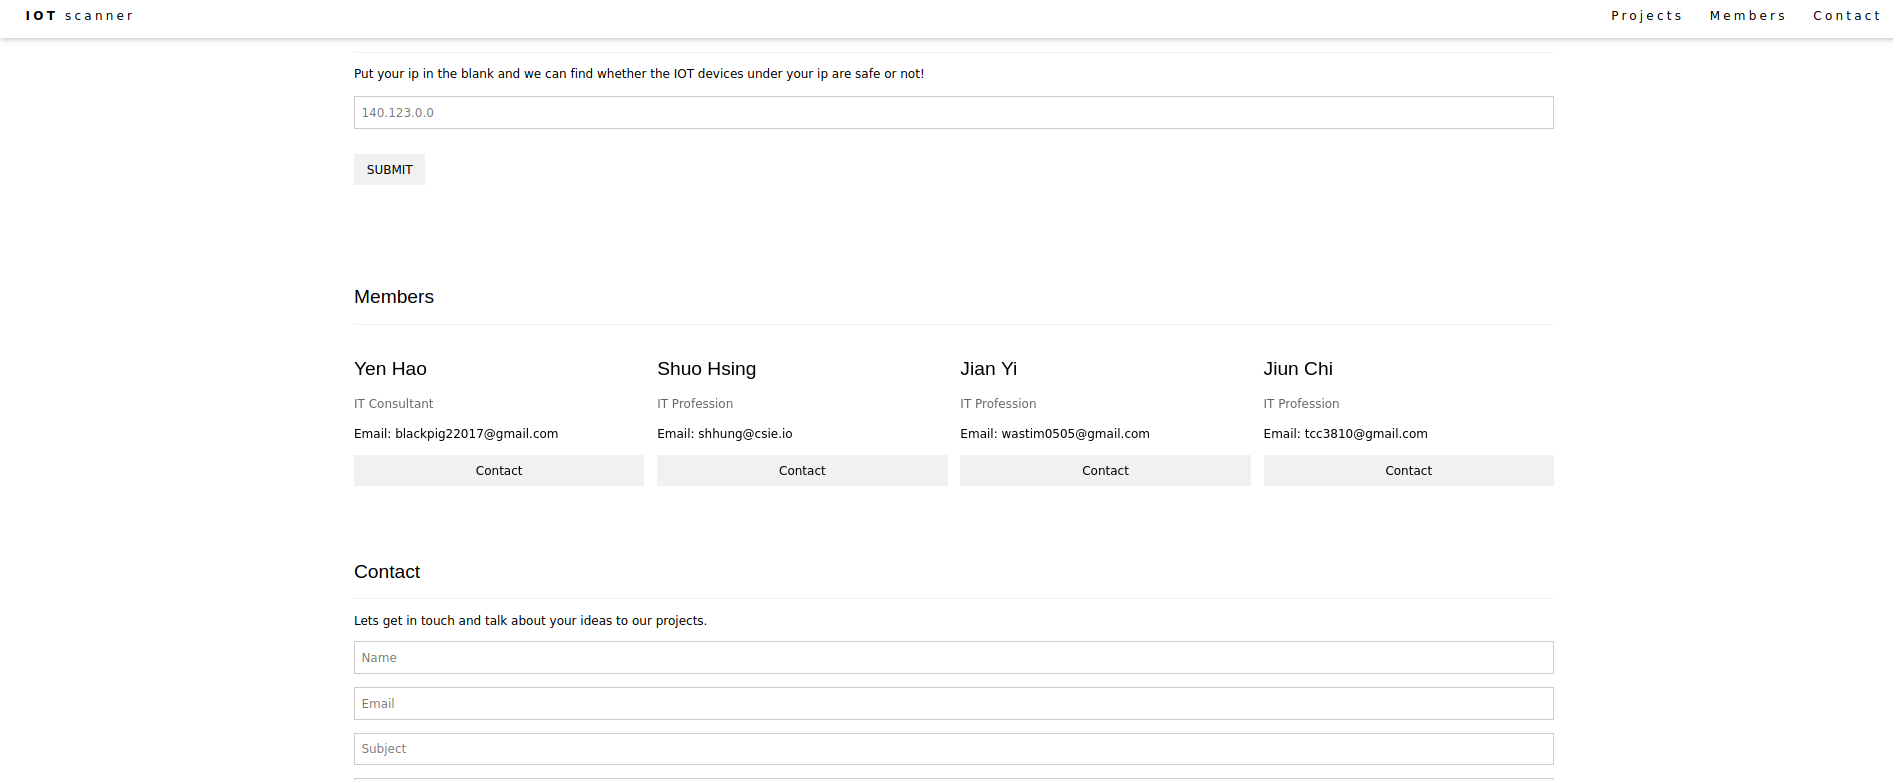 IOT scanner Projects Members Contact
Put your ip in the blank and we can find whether the IOT devices under your ip are safe or not!
140.123.0.0
SUBMIT
Members
Yen Hao Shuo Hsing Jian Yi Jiun Chi
IT Consultant IT Profession IT Profession IT Profession
Email: blackpig22017@gmail.com Email: shhung@csie.io Email: wastim0505@gmail.com Email: tcc3810@gmail.com
Contact Contact Contact Contact
Contact
Lets get in touch and talk about your ideas to our projects.
Name
Email
Subject